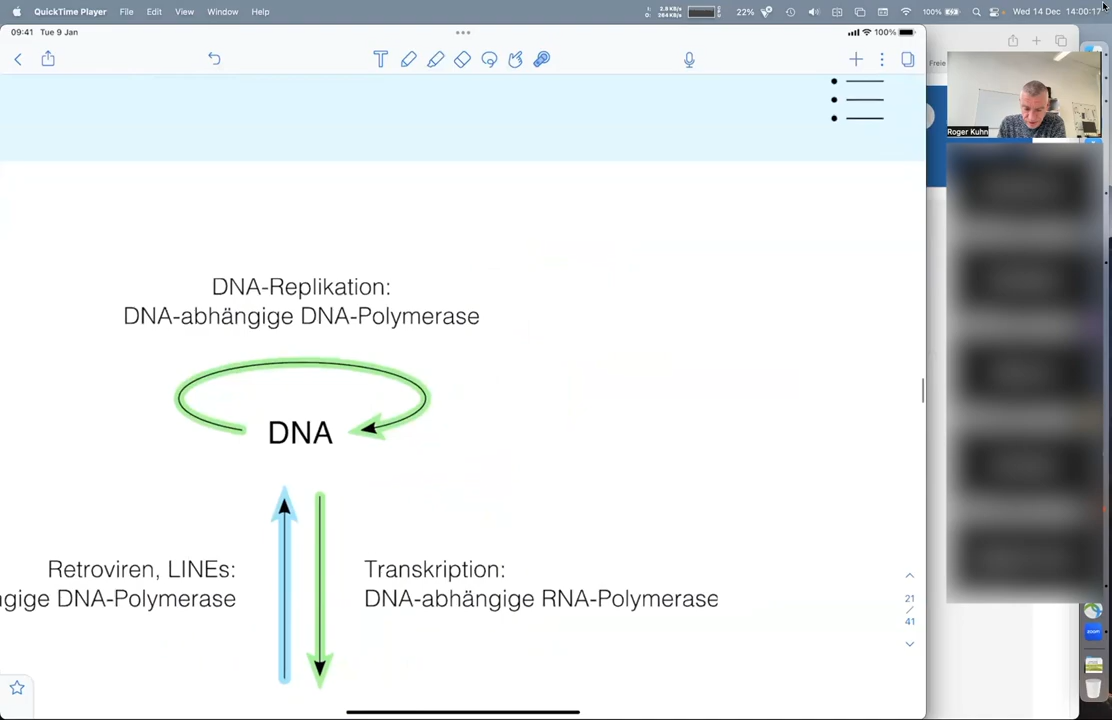 QuickTime Player File Edit View Window Help
22%
100%
Wed 14 Dec 14:00:17
09:41 Tue 9 Jan
100%
Freie
Roger Kuhn
DNA-Replikation:
DNA-abhängige DNA-Polymerase
DNA
Retroviren, LINEs:
ngige DNA-Polymerase
Transkription:
DNA-abhängige RNA-Polymerase
21
/
41
zoom